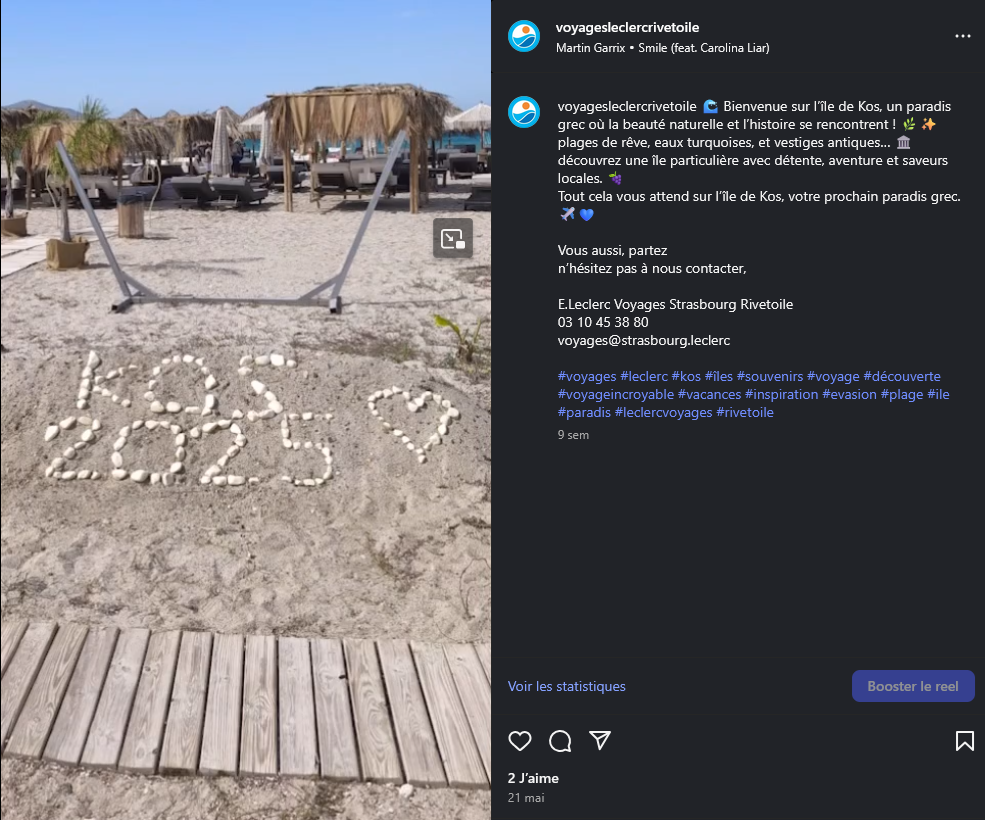 voyagesleclercrivetoile
Martin Garrix • Smile (feat. Carolina Liar)
voyagesleclercrivetoile 🌊 Bienvenue sur l’île de Kos, un paradis
grec où la beauté naturelle et l’histoire se rencontrent ! 🌿 ✨
plages de rêve, eaux turquoises, et vestiges antiques... 🏛️
découvrez une île particulière avec détente, aventure et saveurs
locales. 🍇
Tout cela vous attend sur l’île de Kos, votre prochain paradis grec.
✈️ 💙
Vous aussi, partez
n’hésitez pas à nous contacter,
E.Leclerc Voyages Strasbourg Rivetoile
03 10 45 38 80
voyages@strasbourg.leclerc
#voyages #leclerc #kos #îles #souvenirs #voyage #découverte
#voyageincroyable #vacances #inspiration #evasion #plage #ile
#paradis #leclercvoyages #rivetoile
9 sem
KOS
2025
Voir les statistiques
Booster le reel
2 J’aime
21 mai